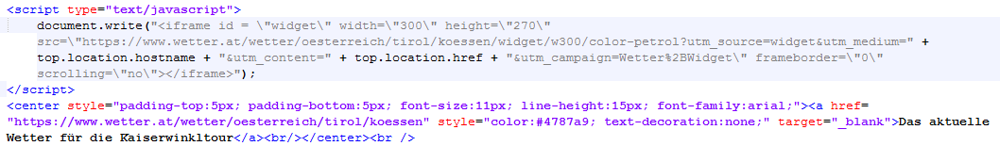 <script type="text/javascript">
document.write("<iframe id = \"widget\" width=\"300\" height=\"270\"
src=\"https://www.wetter.at/wetter/oesterreich/tirol/koessen/widget/w300/color-petrol?utm_source=widget&utm_medium=" +
top.location.hostname + "&utm_content=" + top.location.href + "&utm_campaign=Wetter%2BWidget\" frameborder=\"0\"
scrolling=\"no\"></iframe>");
</script>
<center style="padding-top:5px; padding-bottom:5px; font-size:11px; line-height:15px; font-family:arial;"><a href=
"https://www.wetter.at/wetter/oesterreich/tirol/koessen" style="color:#4787a9; text-decoration:none;" target="_blank">Das aktuelle
Wetter für die Kaiserwinkltour</a><br/></center><br />